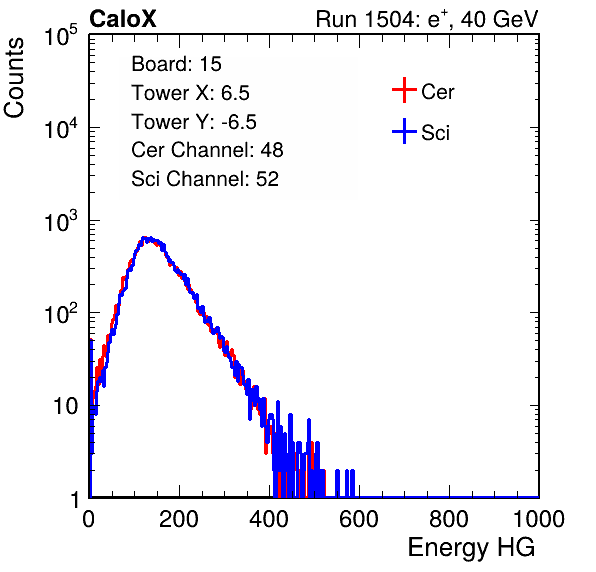 CaloX Run 1504: e⁺, 40 GeV
Counts
Board: 15
Tower X: 6.5
Tower Y: -6.5
Cer Channel: 48
Sci Channel: 52
Cer
Sci
10⁵
10⁴
10³
10²
10
1
0 200 400 600 800 1000
Energy HG